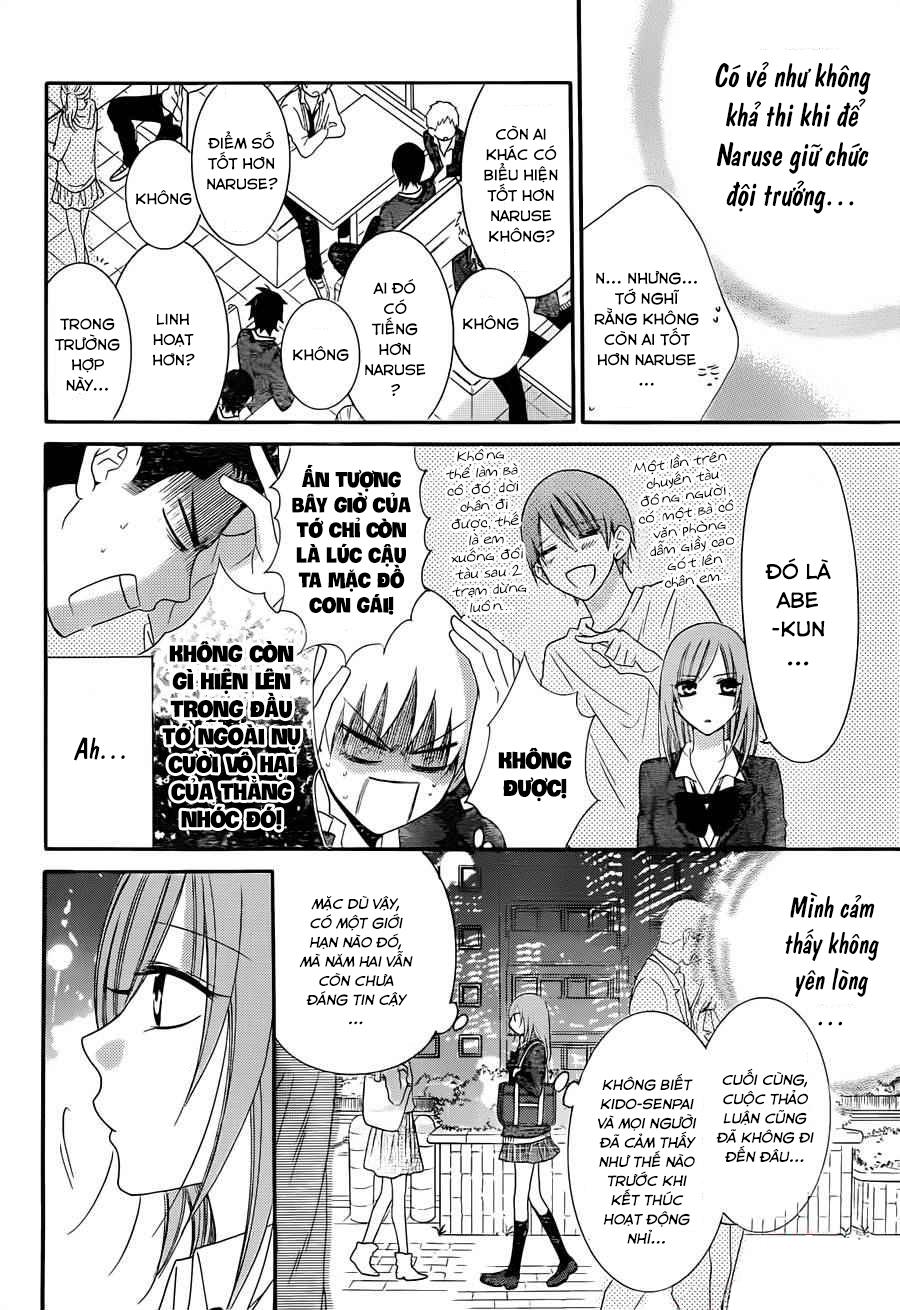 Có vẻ như không
khả thi khi để
Naruse giữ chức
đội trưởng...
N... NHƯNG...
TỚ NGHĨ
RẰNG KHÔNG
CÒN AI TỐT
HƠN NARUSE
...
CÒN AI
KHÁC CÓ
BIỂU HIỆN
TỐT HƠN
NARUSE
KHÔNG?
KHÔNG
ĐIỂM SỐ
TỐT HƠN
NARUSE?
KHÔNG
AI ĐÓ
CÓ
TIẾNG
HƠN
NARUSE
?
KHÔNG
LINH
HOẠT
HƠN?
TRONG
TRƯỜNG
HỢP
NÀY...
ĐÓ LÀ
ABE
-KUN
...
Một lần trên
chuyến tàu
đông người,
có một bà cô
văn phòng
dẫm giầy cao
gót lên
chân em.
Không
thể làm bà
cô đó dời
chân đi
được, thế
là em
xuống đổi
tàu sau 2
trạm dừng
luôn.
KHÔNG
ĐƯỢC!
ẤN TƯỢNG
BÂY GIỜ CỦA
TỚ CHỈ CÒN
LÀ LÚC CẬU
TA MẶC ĐỒ
CON GÁI!
KHÔNG CÒN
GÌ HIỆN LÊN
TRONG ĐẦU
TỚ NGOÀI NỤ
CƯỜI VÔ HẠI
CỦA THẰNG
NHÓC ĐÓ!
Ah...
Mình cảm
thấy không
yên lòng
...
CUỐI CÙNG,
CUỘC THẢO
LUẬN CŨNG
ĐÃ KHÔNG ĐI
ĐẾN ĐÂU...
KHÔNG BIẾT
KIDO-SENPAI
VÀ MỌI NGƯỜI
ĐÃ CẢM THẤY
NHƯ THẾ NÀO
TRƯỚC KHI
KẾT THÚC
HOẠT ĐỘNG
NHỈ...
MẶC DÙ VẬY,
CÓ MỘT GIỚI
HẠN NÀO ĐÓ,
MÀ NĂM HAI VẪN
CÒN CHƯA
ĐÁNG TIN CẬY
...